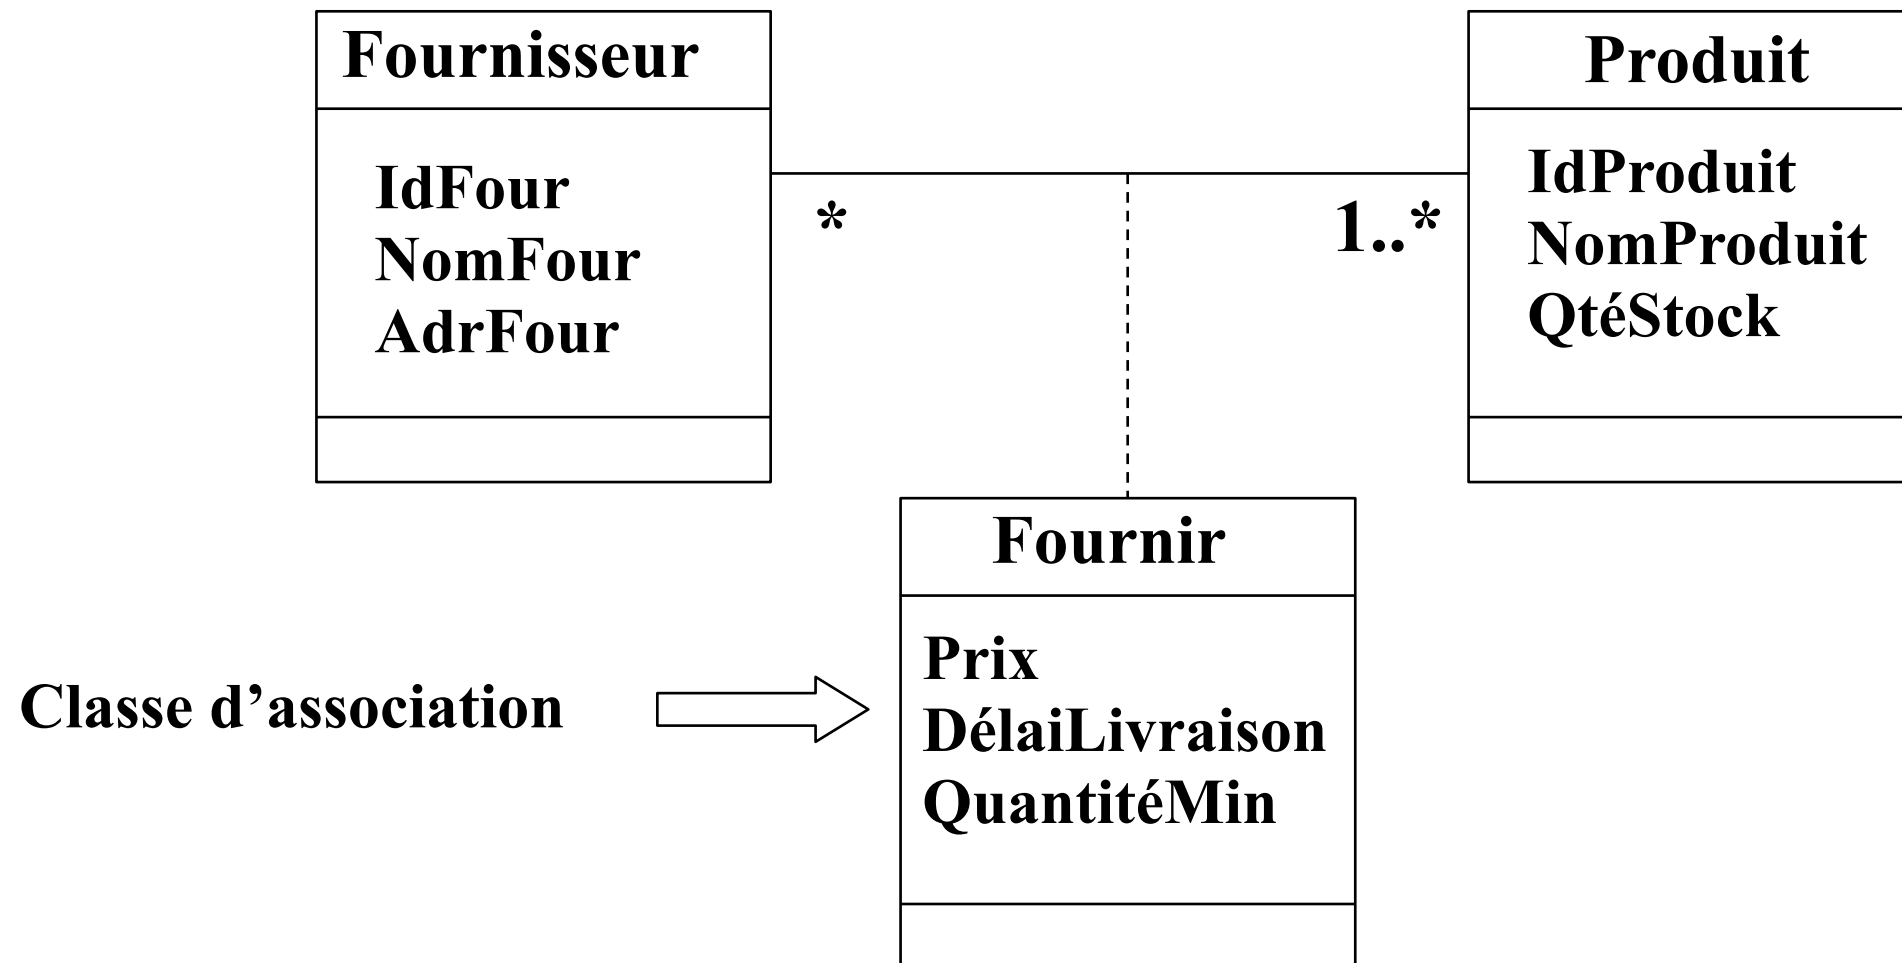 Fournisseur
IdFour
NomFour
AdrFour
*
1..*
Produit
IdProduit
NomProduit
QtéStock
Fournir
Prix
DélaiLivraison
QuantitéMin
Classe d’association